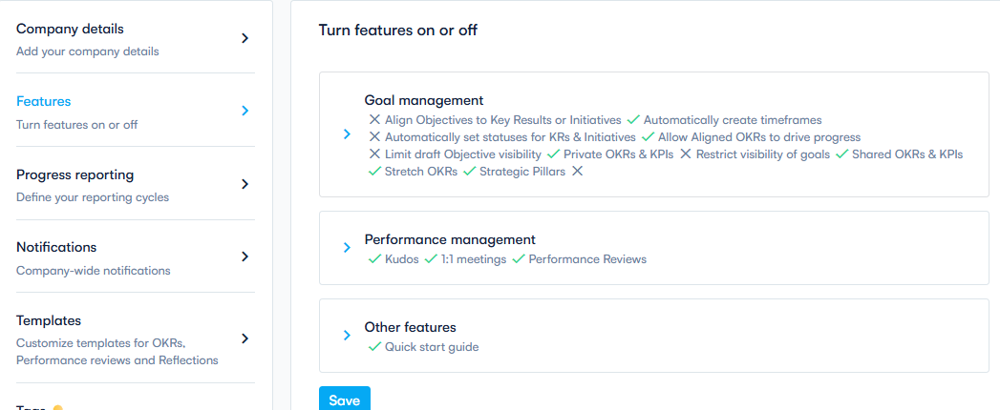 Company details
Add your company details
Features
Turn features on or off
Progress reporting
Define your reporting cycles
Notifications
Company-wide notifications
Templates
Customize templates for OKRs,
Performance reviews and Reflections
Tags
Turn features on or off
Goal management
Align Objectives to Key Results or Initiatives Automatically create timeframes
Automatically set statuses for KRs & Initiatives Allow Aligned OKRs to drive progress
Limit draft Objective visibility Private OKRs & KPIs Restrict visibility of goals Shared OKRs & KPIs
Stretch OKRs Strategic Pillars
Performance management
Kudos 1:1 meetings Performance Reviews
Other features
Quick start guide
Save